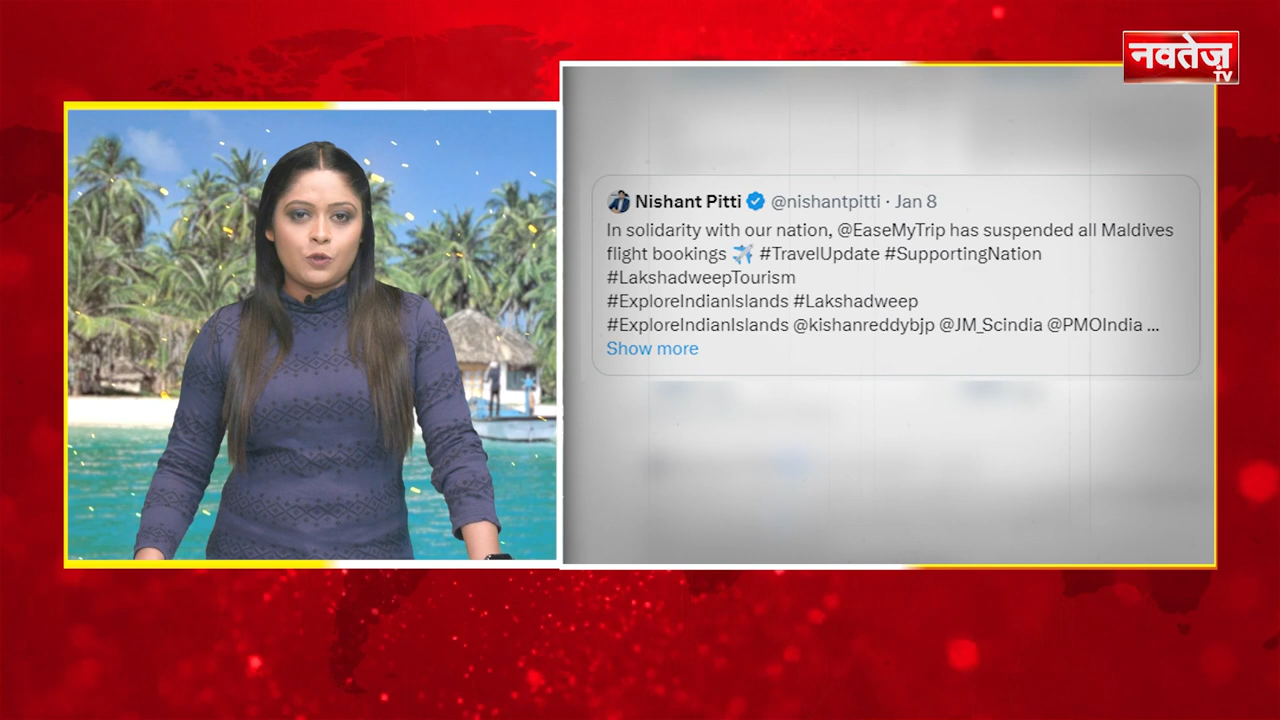 नवतेज़
TV
Nishant Pitti @nishantpitti · Jan 8
In solidarity with our nation, @EaseMyTrip has suspended all Maldives
flight bookings ✈️ #TravelUpdate #SupportingNation
#LakshadweepTourism
#ExploreIndianIslands #Lakshadweep
#ExploreIndianIslands @kishanreddybjp @JM_Scindia @PMOIndia ...
Show more